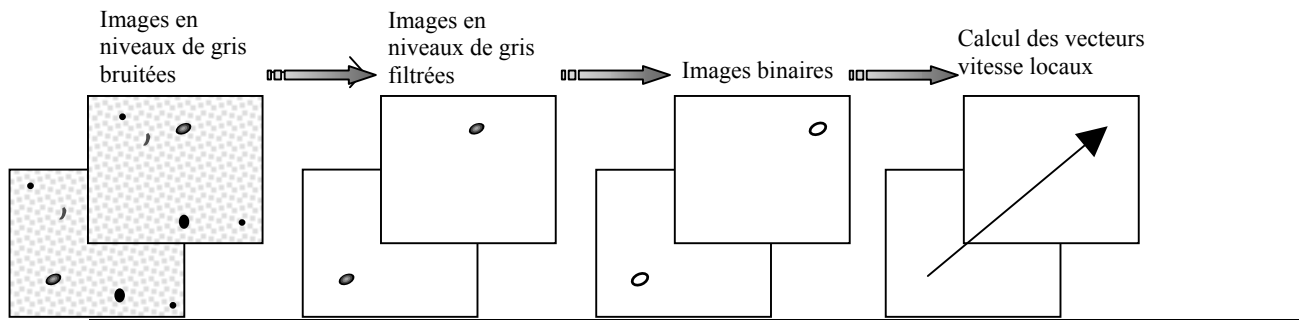 Images en
niveaux de gris
bruitées
Images en
niveaux de gris
filtrées
Images binaires
Calcul des vecteurs
vitesse locaux